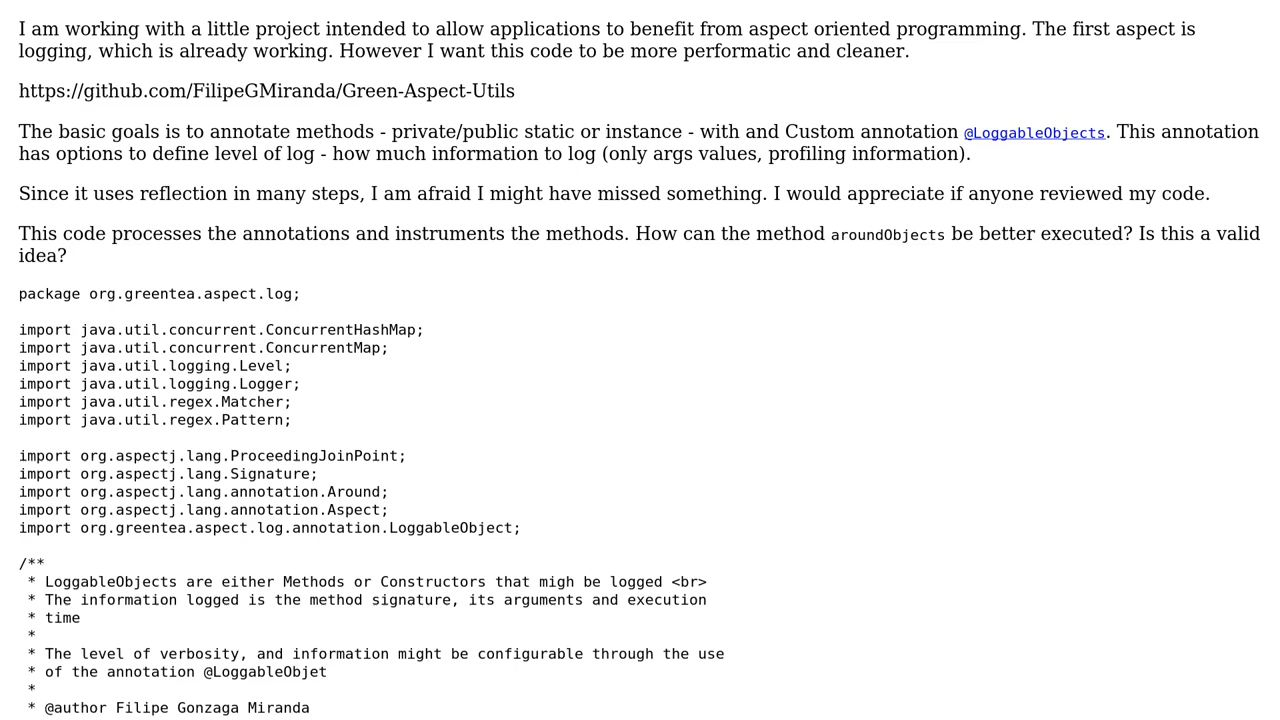 I am working with a little project intended to allow applications to benefit from aspect oriented programming. The first aspect is
logging, which is already working. However I want this code to be more performatic and cleaner.
https://github.com/FilipeGMiranda/Green-Aspect-Utils
The basic goals is to annotate methods - private/public static or instance - with and Custom annotation @LoggableObjects. This annotation
has options to define level of log - how much information to log (only args values, profiling information).
Since it uses reflection in many steps, I am afraid I might have missed something. I would appreciate if anyone reviewed my code.
This code processes the annotations and instruments the methods. How can the method aroundObjects be better executed? Is this a valid
idea?
package org.greentea.aspect.log;
import java.util.concurrent.ConcurrentHashMap;
import java.util.concurrent.ConcurrentMap;
import java.util.logging.Level;
import java.util.logging.Logger;
import java.util.regex.Matcher;
import java.util.regex.Pattern;
import org.aspectj.lang.ProceedingJoinPoint;
import org.aspectj.lang.Signature;
import org.aspectj.lang.annotation.Around;
import org.aspectj.lang.annotation.Aspect;
import org.greentea.aspect.log.annotation.LoggableObject;
/**
 * LoggableObjects are either Methods or Constructors that migh be logged <br>
 * The information logged is the method signature, its arguments and execution
 * time
 *
 * The level of verbosity, and information might be configurable through the use
 * of the annotation @LoggableObjet
 *
 * @author Filipe Gonzaga Miranda